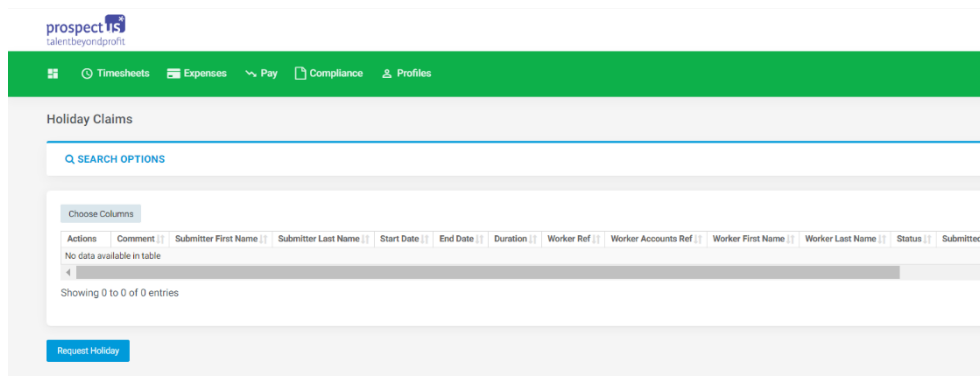 prospectus
talentbeyondprofit
Timesheets Expenses Pay Compliance Profiles
Holiday Claims
SEARCH OPTIONS
Choose Columns
Actions Comment Submitter First Name Submitter Last Name Start Date End Date Duration Worker Ref Worker Accounts Ref Worker First Name Worker Last Name Status Submitted
No data available in table
Showing 0 to 0 of 0 entries
Request Holiday